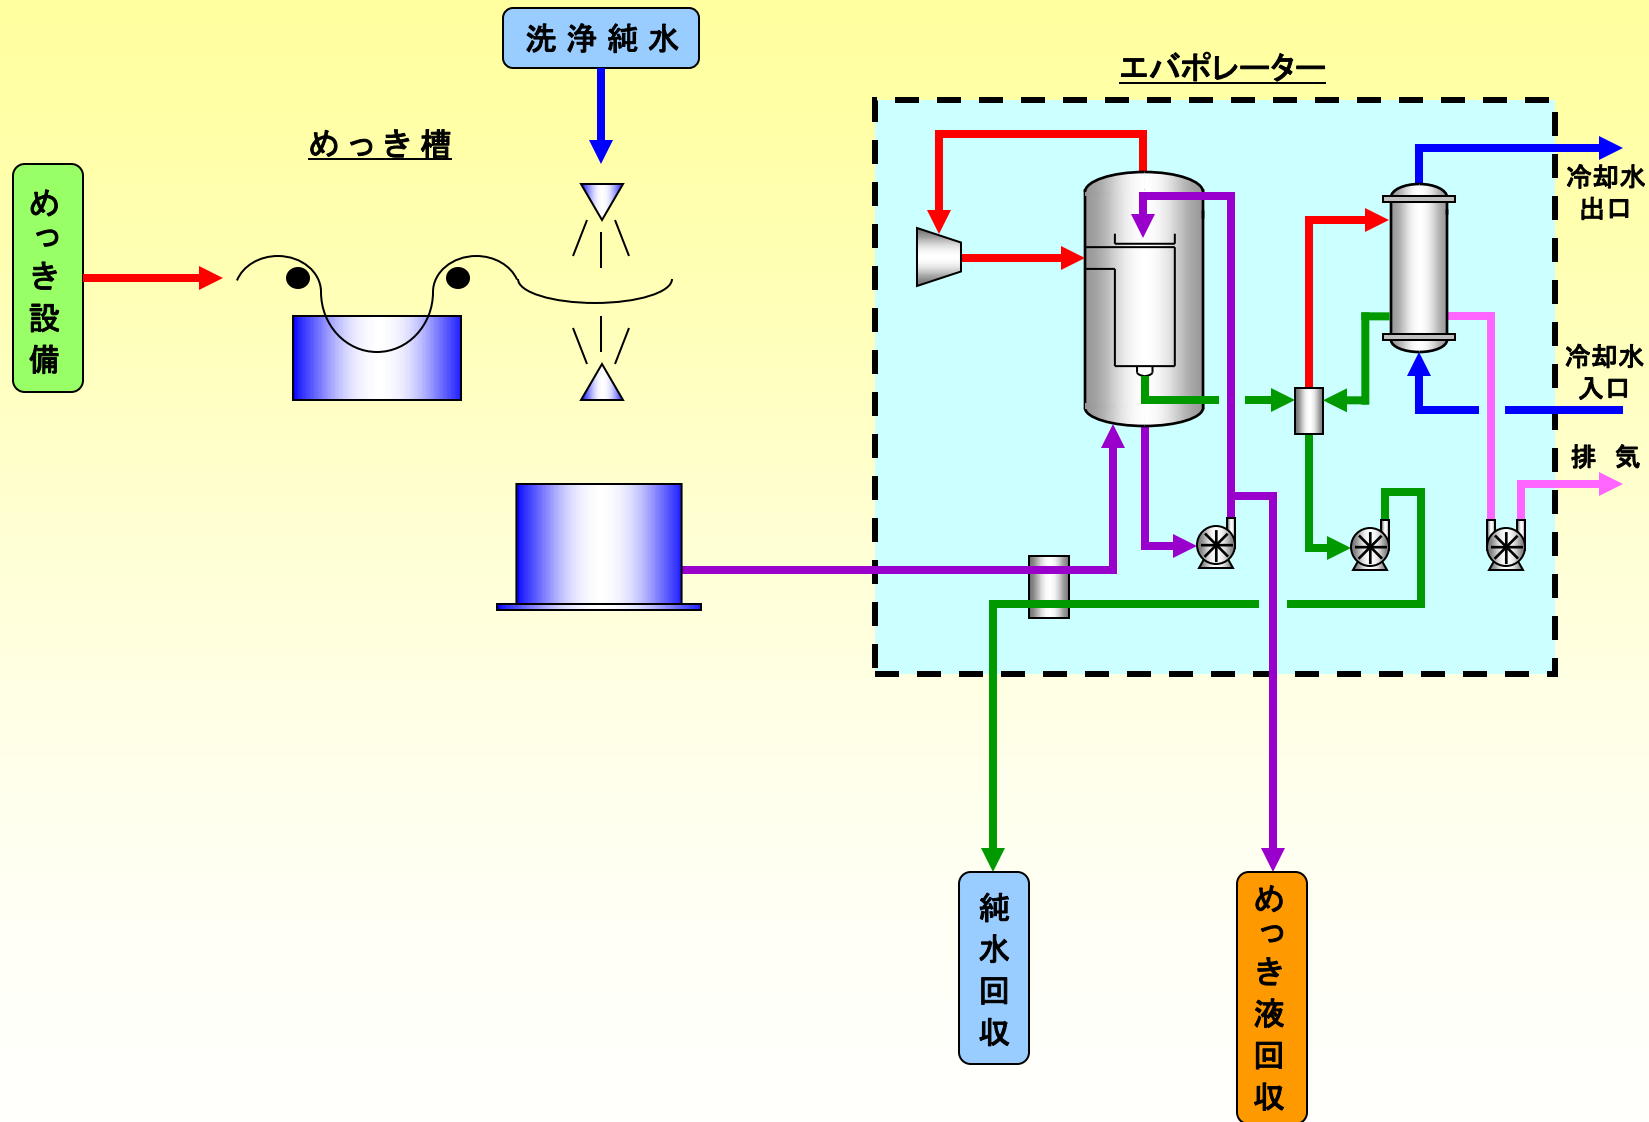 洗浄純水
エバポレーター
めっき槽
めっき設備
冷却水
出口
冷却水
入口
排 気
純水回収
めっき液回収